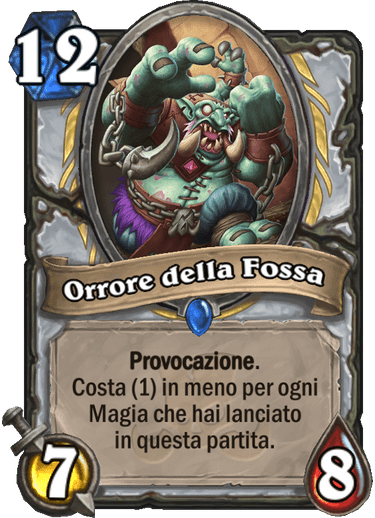 12
Orrore della Fossa
Provocazione.
Costa (1) in meno per ogni
Magia che hai lanciato
in questa partita.
7
8